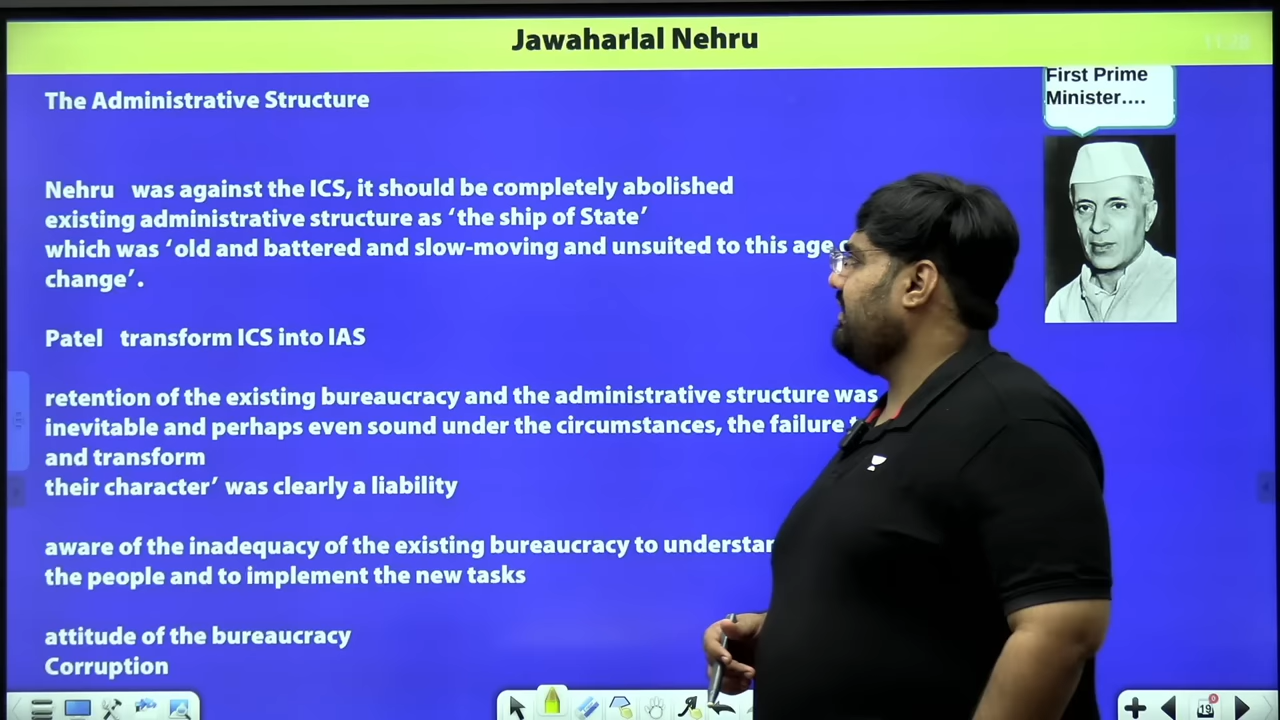 Jawaharlal Nehru
11:28
First Prime
Minister....
The Administrative Structure
Nehru was against the ICS, it should be completely abolished
existing administrative structure as ‘the ship of State’
which was ‘old and battered and slow-moving and unsuited to this age
change’.
Patel transform ICS into IAS
retention of the existing bureaucracy and the administrative structure was
inevitable and perhaps even sound under the circumstances, the failure
and transform
their character’ was clearly a liability
aware of the inadequacy of the existing bureaucracy to
the people and to implement the new tasks
attitude of the bureaucracy
Corruption
19